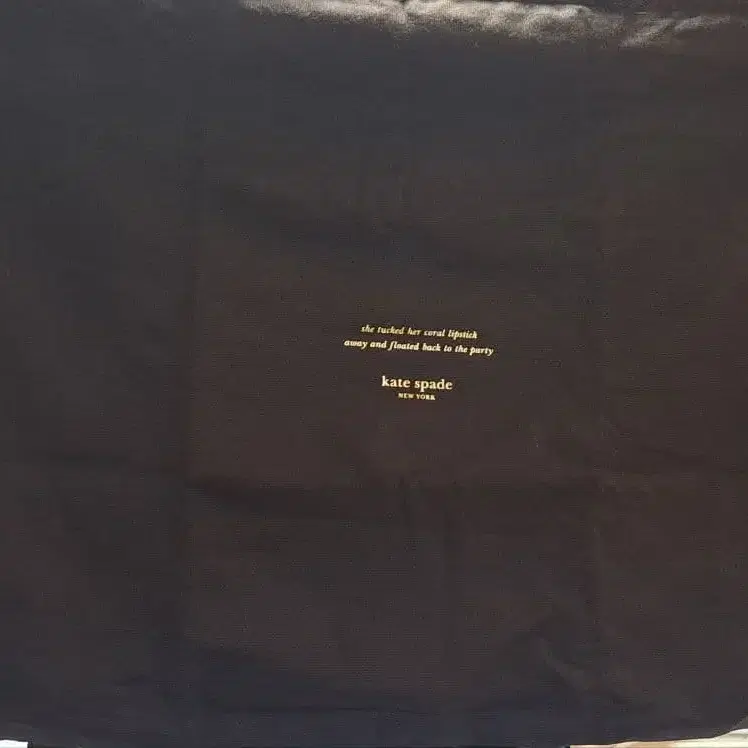 she tucked her coral lipstick
away and floated back to the party
kate spade
NEW YORK